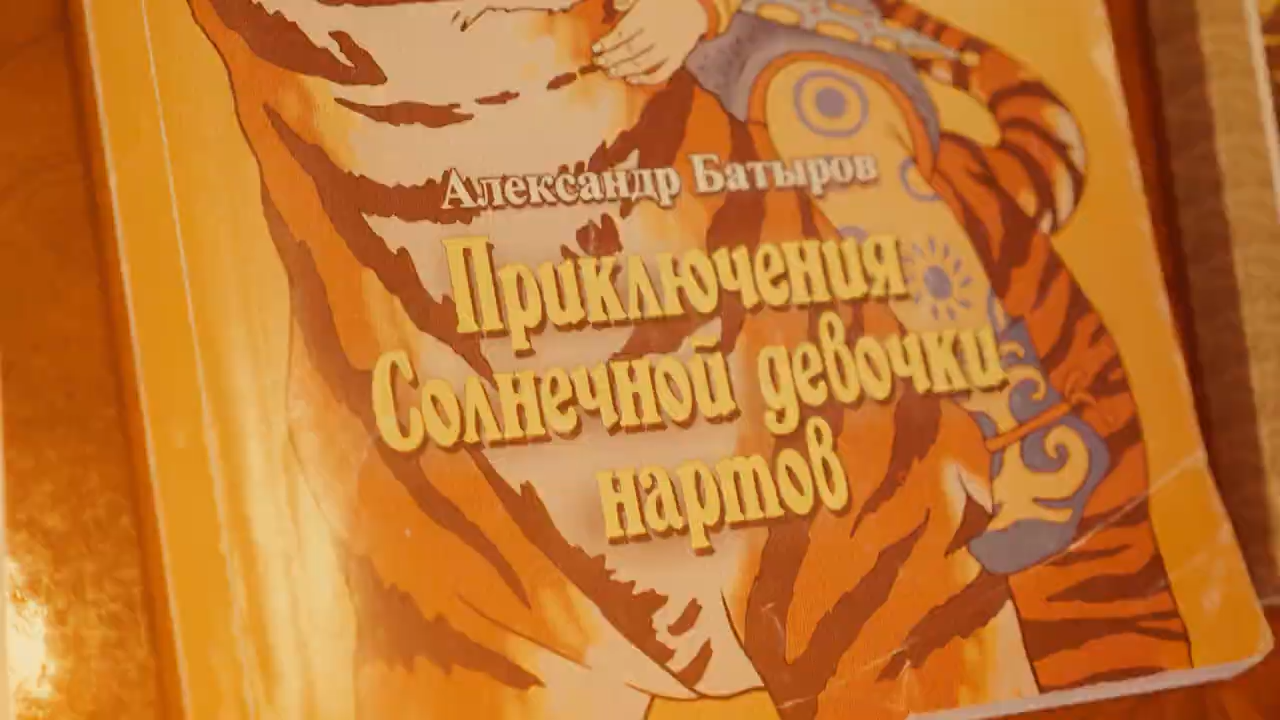 Александр Батыров
Приключения
Солнечной девочки
нартов